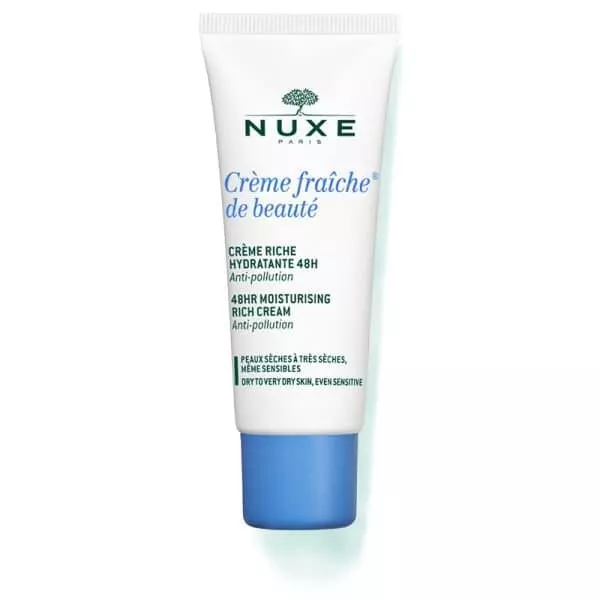 NUXE
PARIS
Crème fraîche®
de beauté
CRÈME RICHE
HYDRATANTE 48H
Anti-pollution
48HR MOISTURISING
RICH CREAM
Anti-pollution
PEAUX SÈCHES À TRÈS SÈCHES,
MÊME SENSIBLES
DRY TO VERY DRY SKIN, EVEN SENSITIVE